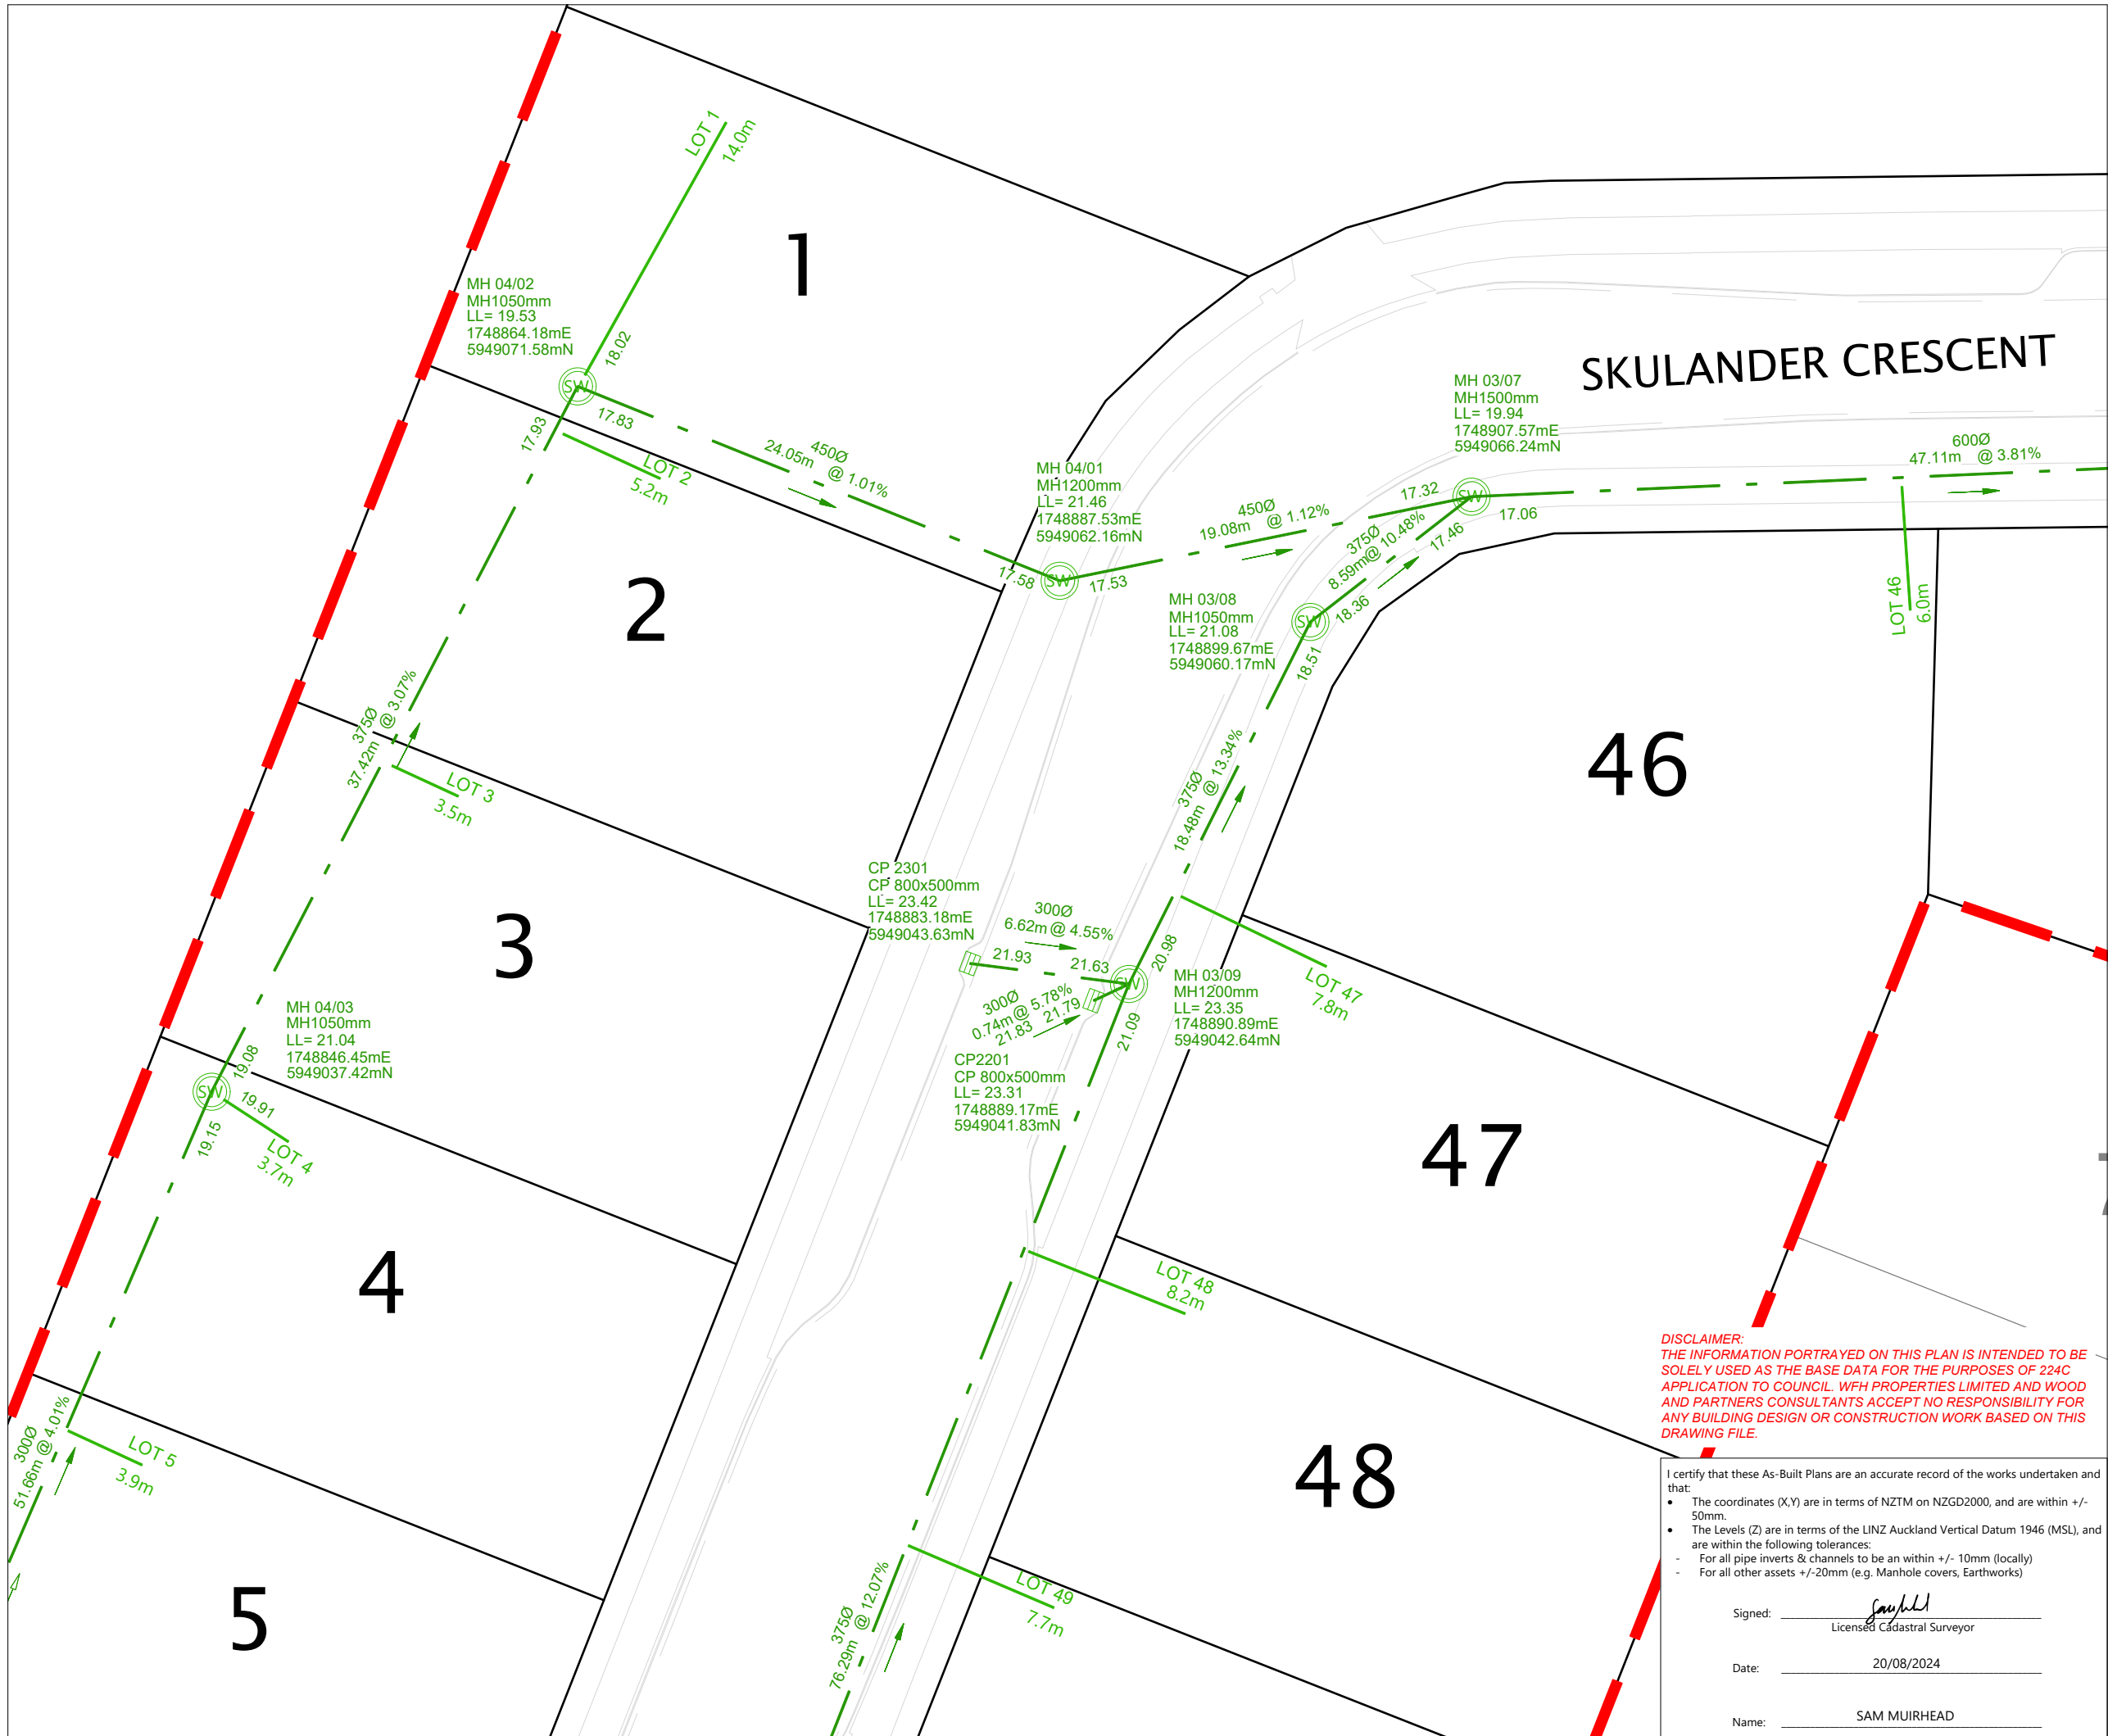 LOT 1
14.0m
1
MH 04/02
MH1050mm
LL= 19.53
1748864.18mE
5949071.58mN
18.02
SW
17.93
17.83
450Ø
24.05m @ 1.01%
LOT 2
5.2m
SKULANDER CRESCENT
MH 03/07
MH1500mm
LL= 19.94
1748907.57mE
5949066.24mN
600Ø
47.11m @ 3.81%
MH 04/01
MH1200mm
LL= 21.46
1748887.53mE
5949062.16mN
17.58
SW
17.53
450Ø
19.08m @ 1.12%
17.32
SW
17.06
375Ø
8.59m@ 10.48%
17.46
18.36
MH 03/08
MH1050mm
LL= 21.08
1748899.67mE
5949060.17mN
SW
18.51
LOT 46
6.0m
2
375Ø
37.42m @ 3.07%
LOT 3
3.5m
46
375Ø
18.48m @ 13.34%
3
CP 2301
CP 800x500mm
LL= 23.42
1748883.18mE
5949043.63mN
300Ø
6.62m@ 4.55%
21.93
21.63
20.98
SW
MH 03/09
MH1200mm
LL= 23.35
1748890.89mE
5949042.64mN
LOT 47
7.8m
300Ø
0.74m@ 5.78%
21.83 21.79
21.09
CP2201
CP 800x500mm
LL= 23.31
1748889.17mE
5949041.83mN
MH 04/03
MH1050mm
LL= 21.04
1748846.45mE
5949037.42mN
19.08
SW
19.91
19.15
LOT 4
3.7m
47
4
LOT 48
8.2m
300Ø
51.66m @ 4.01%
LOT 5
3.9m
48
5
375Ø
76.29m @ 12.07%
LOT 49
7.7m
DISCLAIMER:
THE INFORMATION PORTRAYED ON THIS PLAN IS INTENDED TO BE
SOLELY USED AS THE BASE DATA FOR THE PURPOSES OF 224C
APPLICATION TO COUNCIL. WFH PROPERTIES LIMITED AND WOOD
AND PARTNERS CONSULTANTS ACCEPT NO RESPONSIBILITY FOR
ANY BUILDING DESIGN OR CONSTRUCTION WORK BASED ON THIS
DRAWING FILE.
I certify that these As-Built Plans are an accurate record of the works undertaken and
that:
• The coordinates (X,Y) are in terms of NZTM on NZGD2000, and are within +/-
50mm.
• The Levels (Z) are in terms of the LINZ Auckland Vertical Datum 1946 (MSL), and
are within the following tolerances:
- For all pipe inverts & channels to be an within +/- 10mm (locally)
- For all other assets +/-20mm (e.g. Manhole covers, Earthworks)
Signed:
Licensed Cadastral Surveyor
Date: 20/08/2024
Name: SAM MUIRHEAD